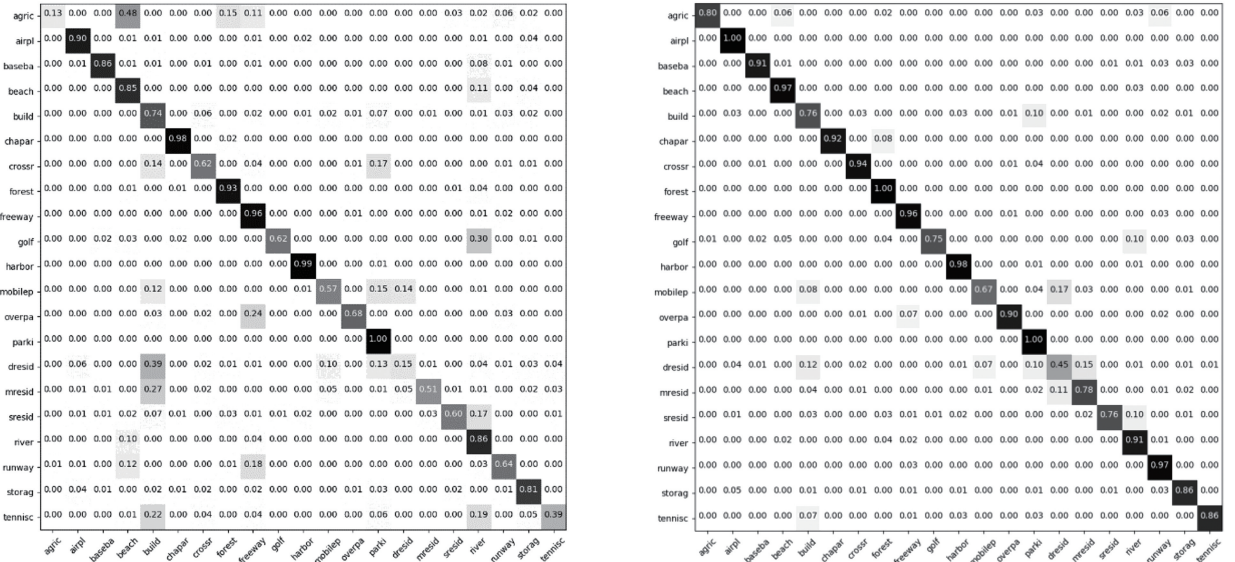 agric 0.13 0.00 0.00 0.48 0.00 0.00 0.00 0.15 0.11 0.00 0.00 0.00 0.00 0.00 0.00 0.00 0.03 0.02 0.06 0.02 0.00
airpl 0.00 0.90 0.00 0.01 0.01 0.00 0.00 0.01 0.00 0.00 0.02 0.00 0.00 0.00 0.00 0.00 0.00 0.01 0.00 0.04 0.00
baseba 0.00 0.01 0.86 0.01 0.01 0.00 0.01 0.01 0.00 0.00 0.00 0.00 0.00 0.00 0.00 0.00 0.00 0.08 0.01 0.00 0.00
beach 0.00 0.00 0.00 0.85 0.00 0.00 0.00 0.00 0.00 0.00 0.00 0.00 0.00 0.00 0.00 0.00 0.00 0.11 0.00 0.04 0.00
build 0.00 0.00 0.00 0.00 0.74 0.00 0.06 0.00 0.02 0.00 0.01 0.02 0.01 0.07 0.01 0.00 0.00 0.01 0.03 0.02 0.00
chapar 0.00 0.00 0.00 0.00 0.00 0.98 0.00 0.02 0.00 0.00 0.00 0.00 0.00 0.00 0.00 0.00 0.00 0.00 0.00 0.00 0.00
crossr 0.00 0.00 0.00 0.00 0.14 0.00 0.62 0.00 0.04 0.00 0.00 0.00 0.01 0.17 0.00 0.00 0.00 0.00 0.01 0.01 0.00
forest 0.00 0.00 0.00 0.01 0.00 0.01 0.00 0.93 0.00 0.00 0.00 0.00 0.00 0.00 0.00 0.00 0.01 0.04 0.00 0.00 0.00
freeway 0.00 0.00 0.00 0.00 0.00 0.00 0.00 0.00 0.96 0.00 0.00 0.00 0.01 0.00 0.00 0.00 0.00 0.01 0.02 0.00 0.00
golf 0.00 0.00 0.02 0.03 0.00 0.02 0.00 0.00 0.00 0.62 0.00 0.00 0.00 0.00 0.00 0.00 0.00 0.30 0.00 0.01 0.00
harbor 0.00 0.00 0.00 0.00 0.00 0.00 0.00 0.00 0.00 0.00 0.99 0.00 0.00 0.01 0.00 0.00 0.00 0.00 0.00 0.00 0.00
mobilep 0.00 0.00 0.00 0.00 0.12 0.00 0.00 0.00 0.00 0.00 0.01 0.57 0.00 0.15 0.14 0.00 0.00 0.00 0.00 0.00 0.00
overpa 0.00 0.00 0.00 0.00 0.03 0.00 0.02 0.00 0.24 0.00 0.00 0.00 0.68 0.00 0.00 0.00 0.00 0.00 0.03 0.00 0.00
parki 0.00 0.00 0.00 0.00 0.00 0.00 0.00 0.00 0.00 0.00 0.00 0.00 0.00 1.00 0.00 0.00 0.00 0.00 0.00 0.00 0.00
dresid 0.00 0.06 0.00 0.00 0.39 0.00 0.02 0.01 0.01 0.00 0.00 0.10 0.00 0.13 0.15 0.01 0.00 0.04 0.01 0.03 0.04
mresid 0.00 0.01 0.01 0.00 0.27 0.00 0.02 0.00 0.00 0.00 0.00 0.05 0.00 0.01 0.05 0.51 0.01 0.01 0.00 0.02 0.03
sresid 0.00 0.01 0.01 0.02 0.07 0.01 0.00 0.03 0.01 0.01 0.02 0.00 0.00 0.00 0.00 0.03 0.60 0.17 0.00 0.00 0.01
river 0.00 0.00 0.00 0.10 0.00 0.00 0.00 0.00 0.04 0.00 0.00 0.00 0.00 0.00 0.00 0.00 0.00 0.86 0.00 0.00 0.00
runway 0.01 0.01 0.00 0.12 0.00 0.00 0.00 0.01 0.18 0.00 0.00 0.00 0.00 0.00 0.00 0.00 0.00 0.03 0.64 0.00 0.00
storag 0.00 0.04 0.01 0.00 0.02 0.01 0.02 0.00 0.02 0.00 0.00 0.00 0.01 0.03 0.00 0.00 0.02 0.00 0.01 0.81 0.00
tennisc 0.00 0.00 0.00 0.01 0.22 0.00 0.04 0.00 0.04 0.00 0.00 0.00 0.00 0.06 0.00 0.00 0.00 0.19 0.00 0.05 0.39
agric airpl baseba beach build chapar crossr forest freeway golf harbor mobilep overpa parki dresid mresid sresid river runway storag tennisc
agric 0.80 0.00 0.00 0.06 0.00 0.00 0.00 0.02 0.00 0.00 0.00 0.00 0.00 0.03 0.00 0.00 0.00 0.03 0.06 0.00 0.00
airpl 0.00 1.00 0.00 0.00 0.00 0.00 0.00 0.00 0.00 0.00 0.00 0.00 0.00 0.00 0.00 0.00 0.00 0.00 0.00 0.00 0.00
baseba 0.00 0.00 0.91 0.01 0.00 0.00 0.00 0.00 0.00 0.00 0.00 0.00 0.00 0.00 0.00 0.00 0.01 0.01 0.03 0.03 0.00
beach 0.00 0.00 0.00 0.97 0.00 0.00 0.00 0.00 0.00 0.00 0.00 0.00 0.00 0.00 0.00 0.00 0.00 0.03 0.00 0.00 0.00
build 0.00 0.03 0.00 0.00 0.76 0.00 0.03 0.00 0.00 0.00 0.03 0.00 0.01 0.10 0.00 0.01 0.00 0.00 0.02 0.01 0.00
chapar 0.00 0.00 0.00 0.00 0.00 0.92 0.00 0.08 0.00 0.00 0.00 0.00 0.00 0.00 0.00 0.00 0.00 0.00 0.00 0.00 0.00
crossr 0.00 0.00 0.01 0.00 0.00 0.00 0.94 0.00 0.00 0.00 0.00 0.00 0.01 0.04 0.00 0.00 0.00 0.00 0.00 0.00 0.00
forest 0.00 0.00 0.00 0.00 0.00 0.00 0.00 1.00 0.00 0.00 0.00 0.00 0.00 0.00 0.00 0.00 0.00 0.00 0.00 0.00 0.00
freeway 0.00 0.00 0.00 0.00 0.00 0.00 0.00 0.00 0.96 0.00 0.00 0.00 0.01 0.00 0.00 0.00 0.00 0.00 0.03 0.00 0.00
golf 0.01 0.00 0.02 0.05 0.00 0.00 0.00 0.04 0.00 0.75 0.00 0.00 0.00 0.00 0.00 0.00 0.00 0.10 0.00 0.03 0.00
harbor 0.00 0.00 0.00 0.00 0.00 0.00 0.00 0.00 0.00 0.00 0.98 0.00 0.00 0.01 0.00 0.00 0.00 0.01 0.00 0.00 0.00
mobilep 0.00 0.00 0.00 0.00 0.08 0.00 0.00 0.00 0.00 0.00 0.00 0.67 0.00 0.04 0.17 0.03 0.00 0.00 0.00 0.01 0.00
overpa 0.00 0.00 0.00 0.00 0.00 0.00 0.01 0.00 0.07 0.00 0.00 0.00 0.90 0.00 0.00 0.00 0.00 0.00 0.02 0.00 0.00
parki 0.00 0.00 0.00 0.00 0.00 0.00 0.00 0.00 0.00 0.00 0.00 0.00 0.00 1.00 0.00 0.00 0.00 0.00 0.00 0.00 0.00
dresid 0.00 0.04 0.01 0.00 0.12 0.00 0.01 0.00 0.00 0.00 0.01 0.07 0.00 0.10 0.45 0.15 0.00 0.01 0.00 0.01 0.01
mresid 0.00 0.00 0.00 0.00 0.04 0.00 0.01 0.00 0.00 0.00 0.00 0.01 0.00 0.02 0.11 0.78 0.00 0.00 0.01 0.02 0.00
sresid 0.00 0.01 0.00 0.00 0.03 0.00 0.00 0.03 0.01 0.01 0.02 0.00 0.00 0.00 0.00 0.02 0.76 0.10 0.00 0.01 0.00
river 0.00 0.00 0.00 0.02 0.00 0.00 0.00 0.04 0.02 0.00 0.00 0.00 0.00 0.00 0.00 0.00 0.00 0.91 0.01 0.00 0.00
runway 0.00 0.00 0.00 0.00 0.00 0.00 0.00 0.00 0.03 0.00 0.00 0.00 0.00 0.00 0.00 0.00 0.00 0.00 0.97 0.00 0.00
storag 0.00 0.05 0.00 0.00 0.01 0.00 0.01 0.00 0.00 0.01 0.01 0.00 0.00 0.01 0.00 0.00 0.01 0.00 0.03 0.86 0.00
tennisc 0.00 0.00 0.00 0.00 0.07 0.00 0.00 0.00 0.01 0.00 0.03 0.00 0.00 0.03 0.00 0.00 0.00 0.00 0.00 0.00 0.86
agric airpl baseba beach build chapar crossr forest freeway golf harbor mobilep overpa parki dresid mresid sresid river runway storag tennisc